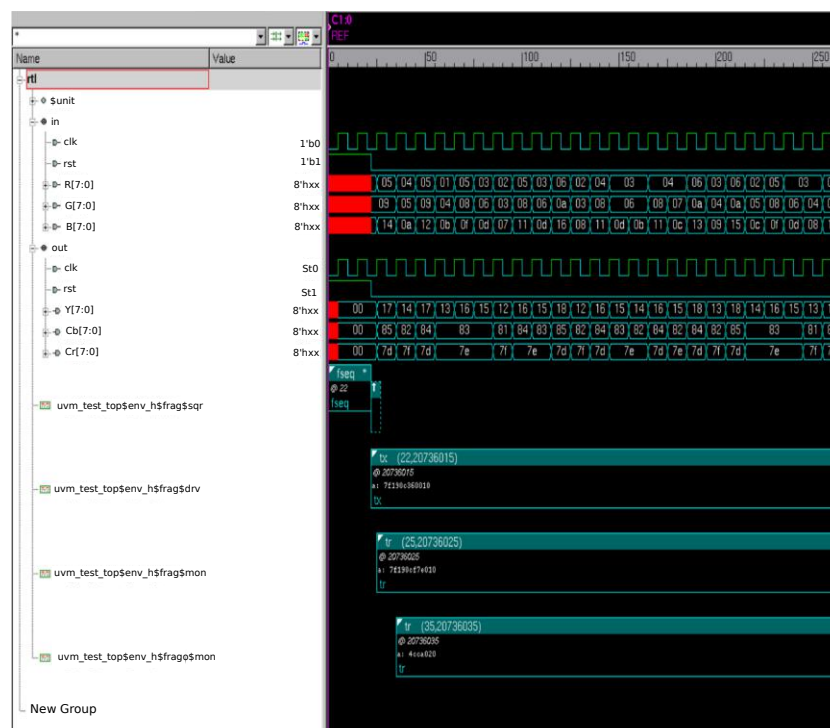 C1:0
REF
*
Name Value
0 50 100 150 200 250
rtl
$unit
in
clk 1'b0
rst 1'b1
R[7:0] 8'hxx 05 04 05 01 05 03 02 05 03 06 02 04 03 04 06 03 06 02 05 03
G[7:0] 8'hxx 09 05 09 04 08 06 03 08 06 0a 03 08 06 08 07 0a 04 0a 05 08 06 04
B[7:0] 8'hxx 14 0a 12 0b 0f 0d 07 11 0d 16 08 11 0d 0b 11 0c 13 09 15 0c 0f 0d 08
out
clk St0
rst St1
Y[7:0] 8'hxx 00 17 14 17 13 16 15 12 16 15 18 12 16 15 14 16 15 18 13 18 14 16 15 13
Cb[7:0] 8'hxx 00 85 82 84 83 81 84 83 85 82 84 83 82 84 82 84 82 85 83 81
Cr[7:0] 8'hxx 00 7d 7f 7d 7e 7f 7e 7d 7f 7d 7e 7d 7e 7d 7f 7d 7e 7f
fseq *
@ 22
fseq
uvm_test_top$env_h$frag$sqr
tx (22,20736015)
@ 20736015
a: 7f190c360010
tx
uvm_test_top$env_h$frag$drv
tr (25,20736025)
@ 20736025
a: 7f190cf7e010
tr
uvm_test_top$env_h$frag$mon
tr (35,20736035)
@ 20736035
a: 4cca020
tr
uvm_test_top$env_h$frago$mon
New Group